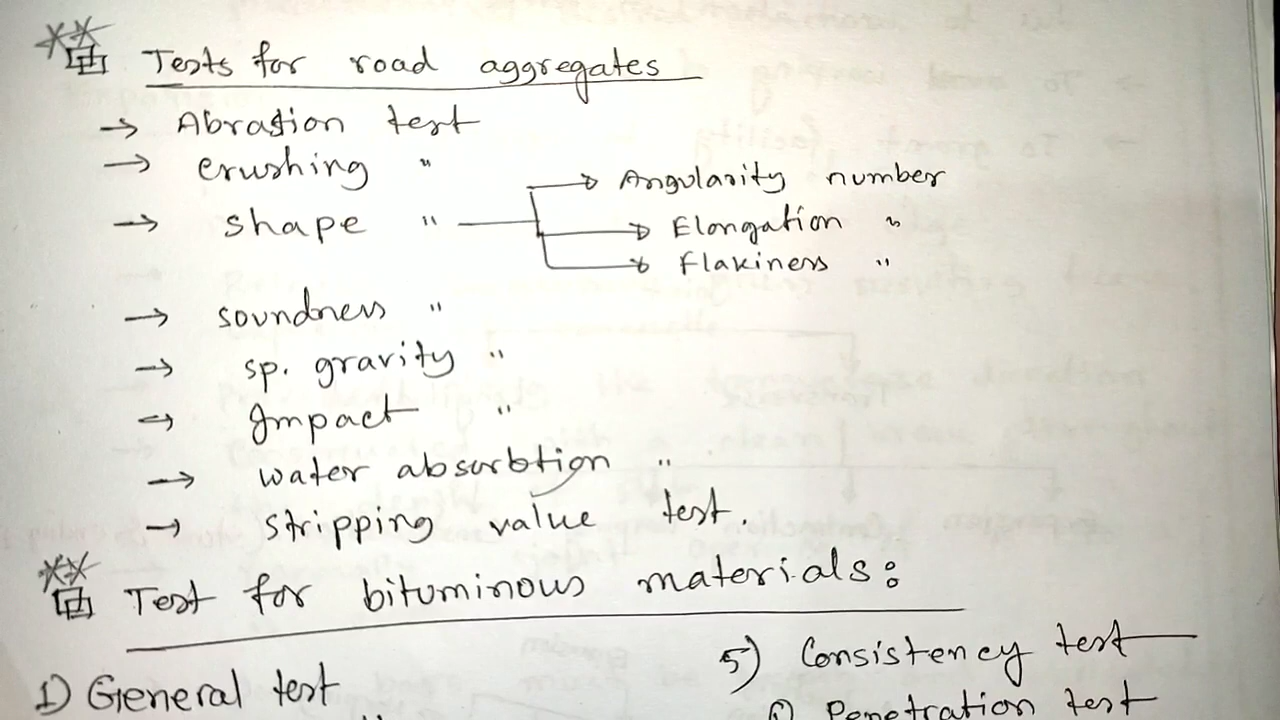 Tests for road aggregates
→ Abrasion test
→ crushing "
→ shape "
→ Angularity number
→ Elongation "
→ Flakiness "
→ soundness "
→ sp. gravity "
→ Impact "
→ water absorbtion "
→ stripping value test.
Test for bituminous materials:
1) General test
5) Consistency test
① Penetration test